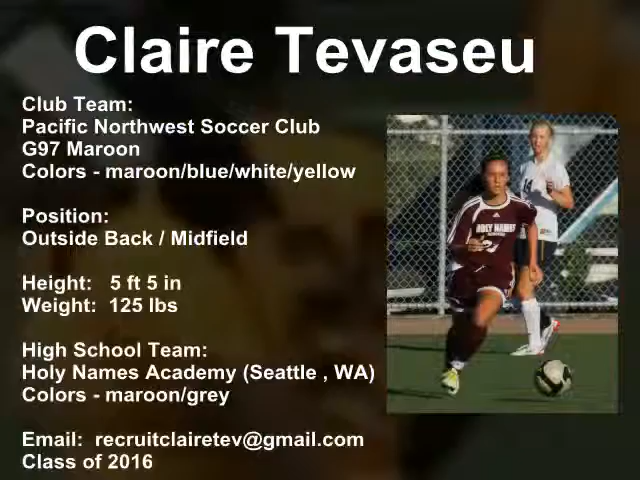 Claire Tevaseu
Club Team:
Pacific Northwest Soccer Club
G97 Maroon
Colors - maroon/blue/white/yellow
Position:
Outside Back / Midfield
Height: 5 ft 5 in
Weight: 125 lbs
High School Team:
Holy Names Academy (Seattle , WA)
Colors - maroon/grey
Email: recruitclairetev@gmail.com
Class of 2016
HOLY NAMES
14